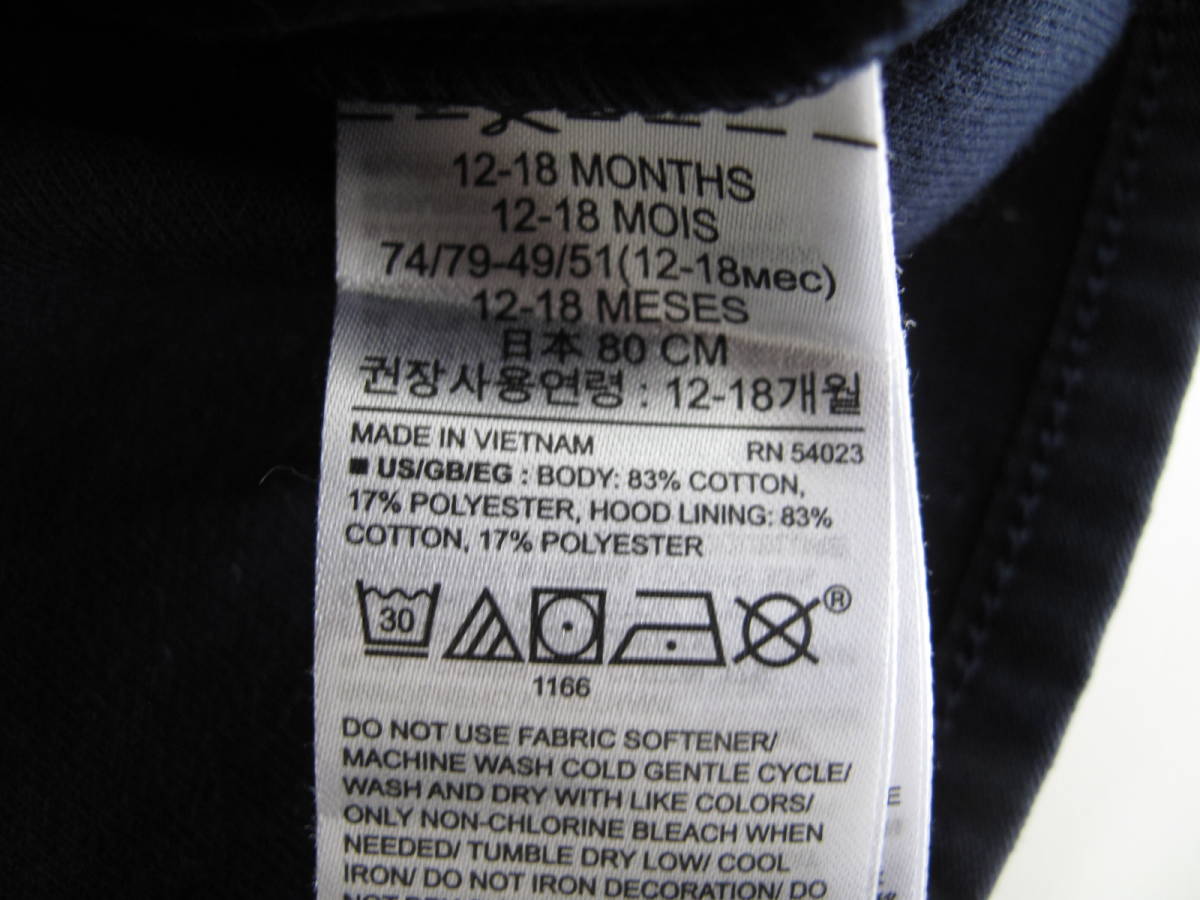 12-18 MONTHS
12-18 MOIS
74/79-49/51(12-18мес)
12-18 MESES
日本 80 CM
권장사용연령 : 12-18개월
MADE IN VIETNAM RN 54023
■ US/GB/EG : BODY: 83% COTTON,
17% POLYESTER, HOOD LINING: 83%
COTTON, 17% POLYESTER
30
®
1166
DO NOT USE FABRIC SOFTENER/
MACHINE WASH COLD GENTLE CYCLE/
WASH AND DRY WITH LIKE COLORS/
ONLY NON-CHLORINE BLEACH WHEN
NEEDED/ TUMBLE DRY LOW/ COOL
IRON/ DO NOT IRON DECORATION/ DO